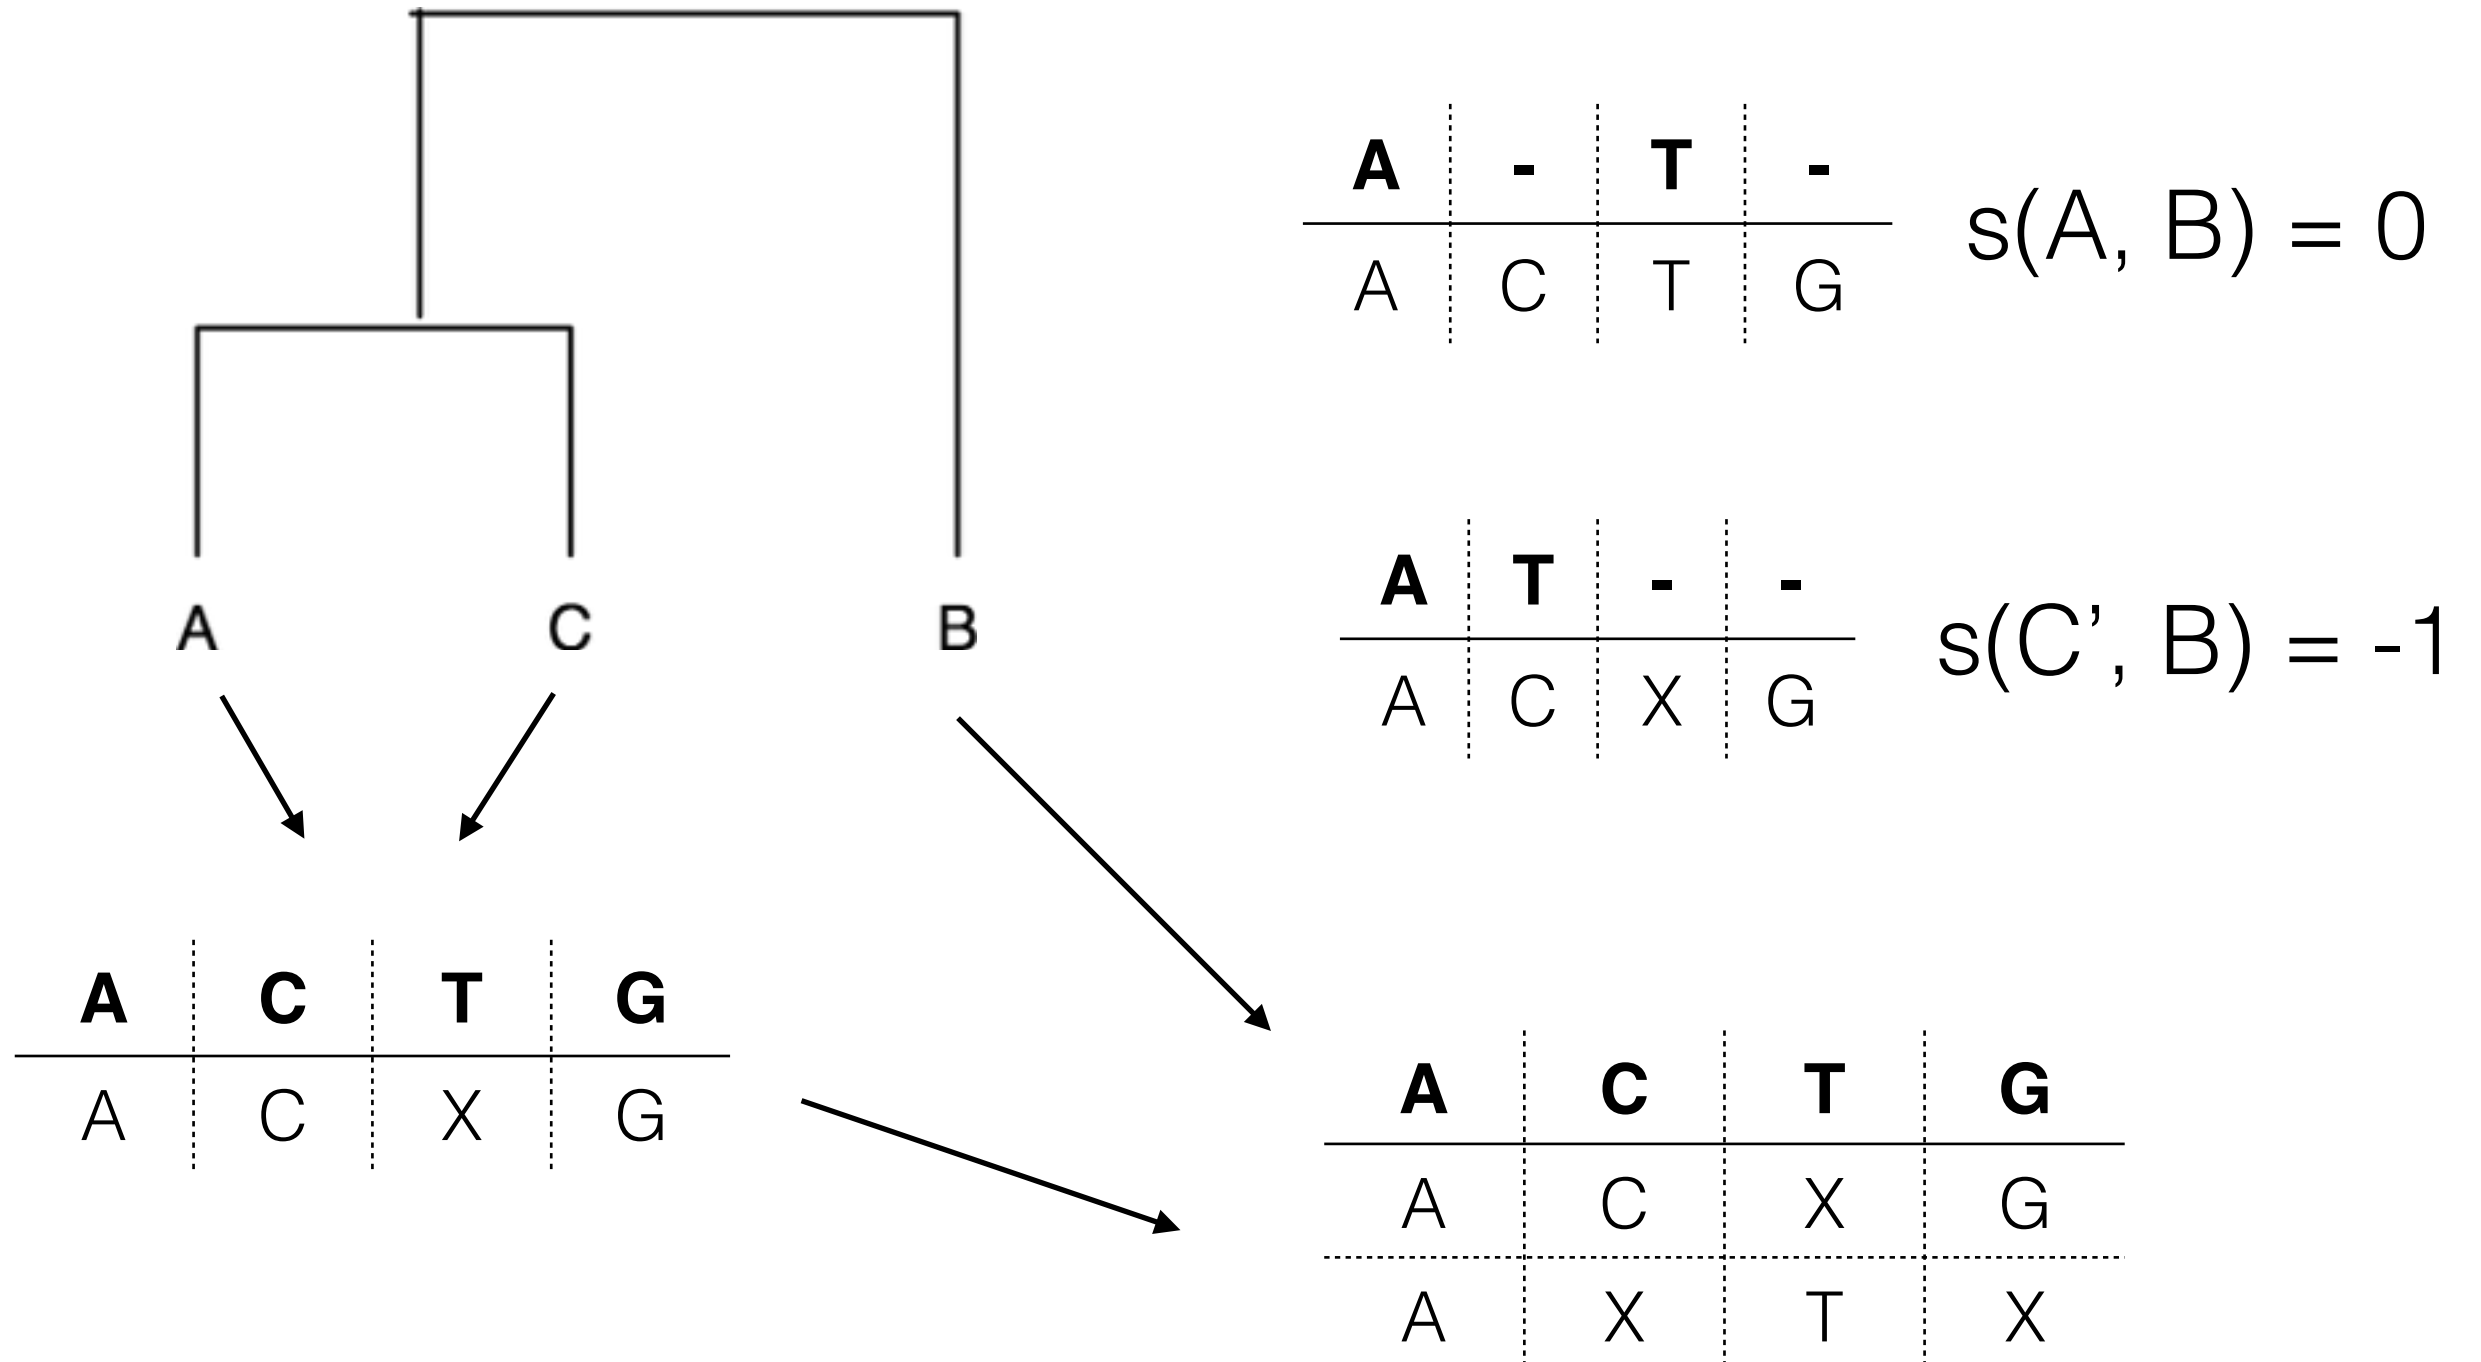 A - T -
A C T G
s(A, B) = 0
A T - -
A C X G
s(C’, B) = -1
A C B
A C T G
A C X G
A C T G
A C X G
A X T X